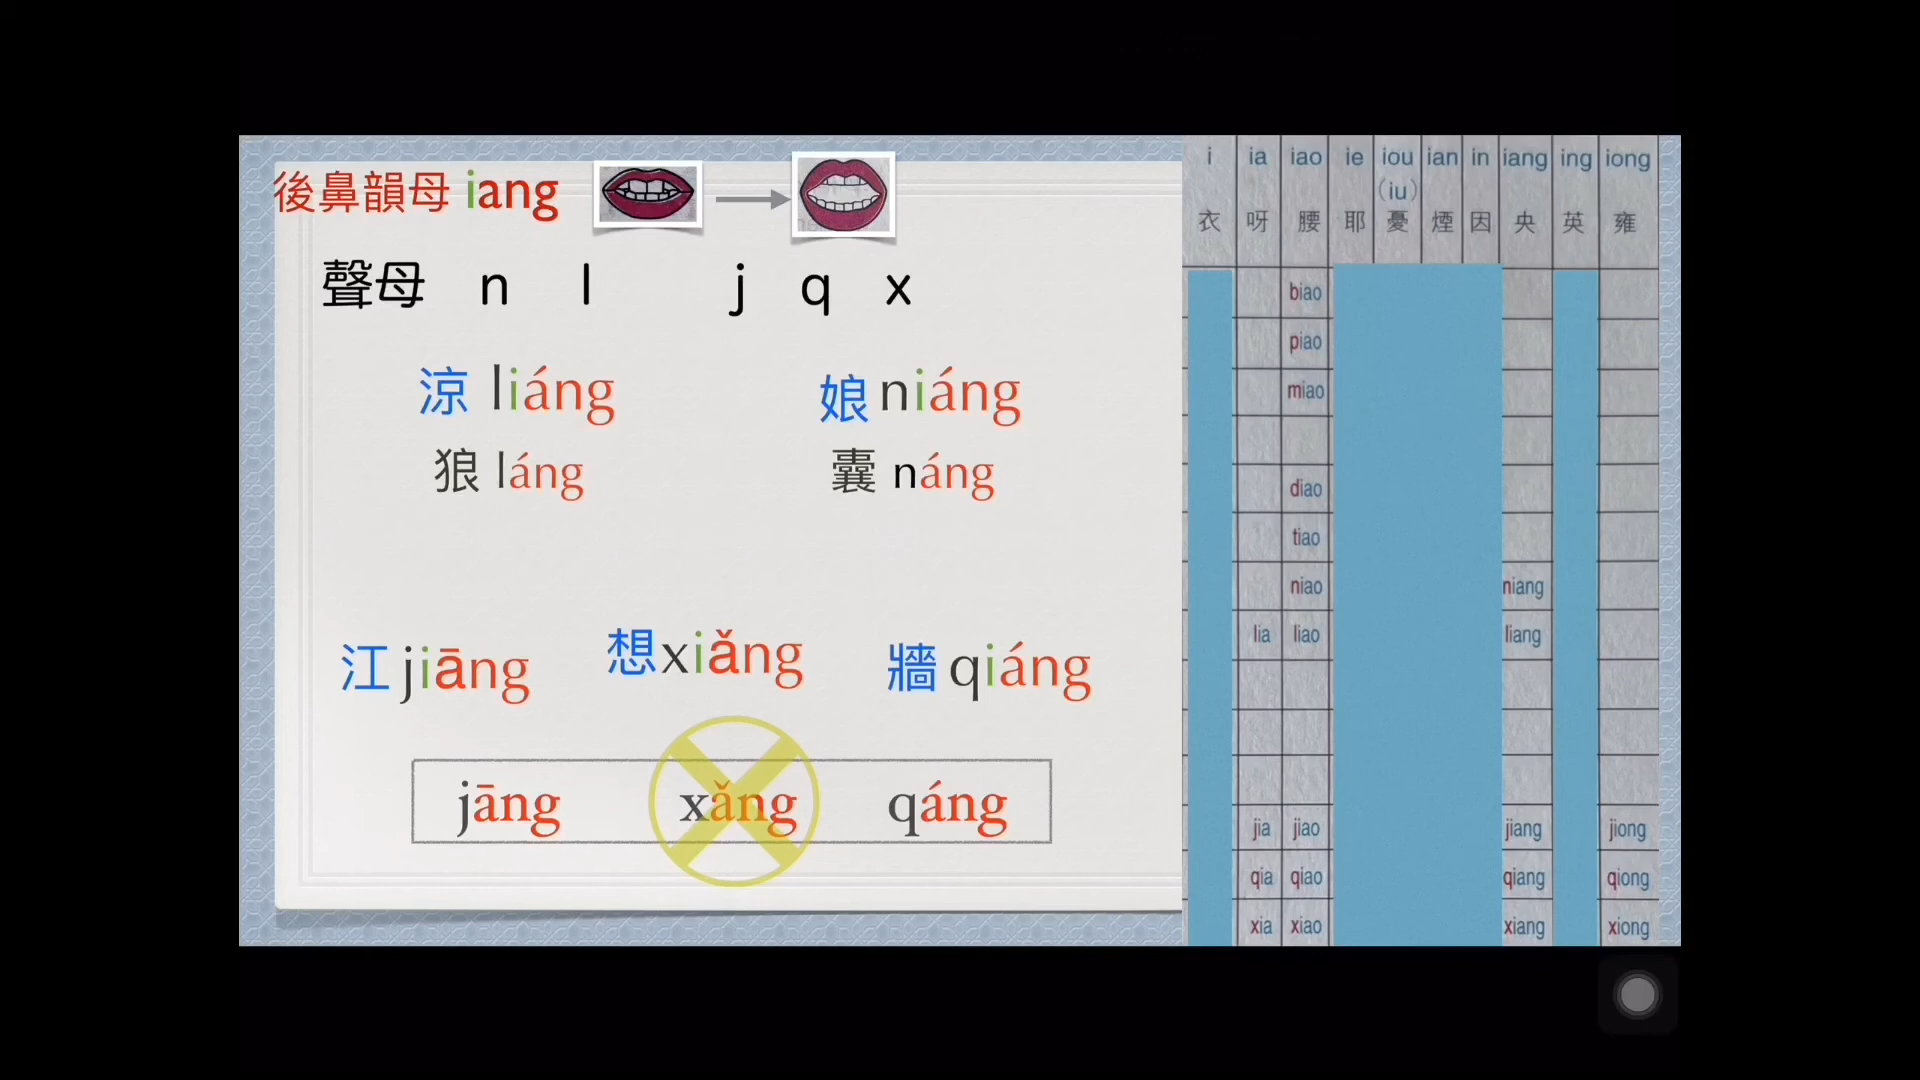 後鼻韻母 iang
聲母 n l j q x
涼 liáng 娘 niáng
狼 láng 囊 náng
江 jiāng 想 xiǎng 牆 qiáng
jāng xǎng qáng
i ia iao ie iou ian in iang ing iong
(iu)
衣 呀 腰 耶 憂 煙 因 央 英 雍
biao
piao
miao
diao
tiao
niao niang
lia liao liang
jia jiao jiang jiong
qia qiao qiang qiong
xia xiao xiang xiong